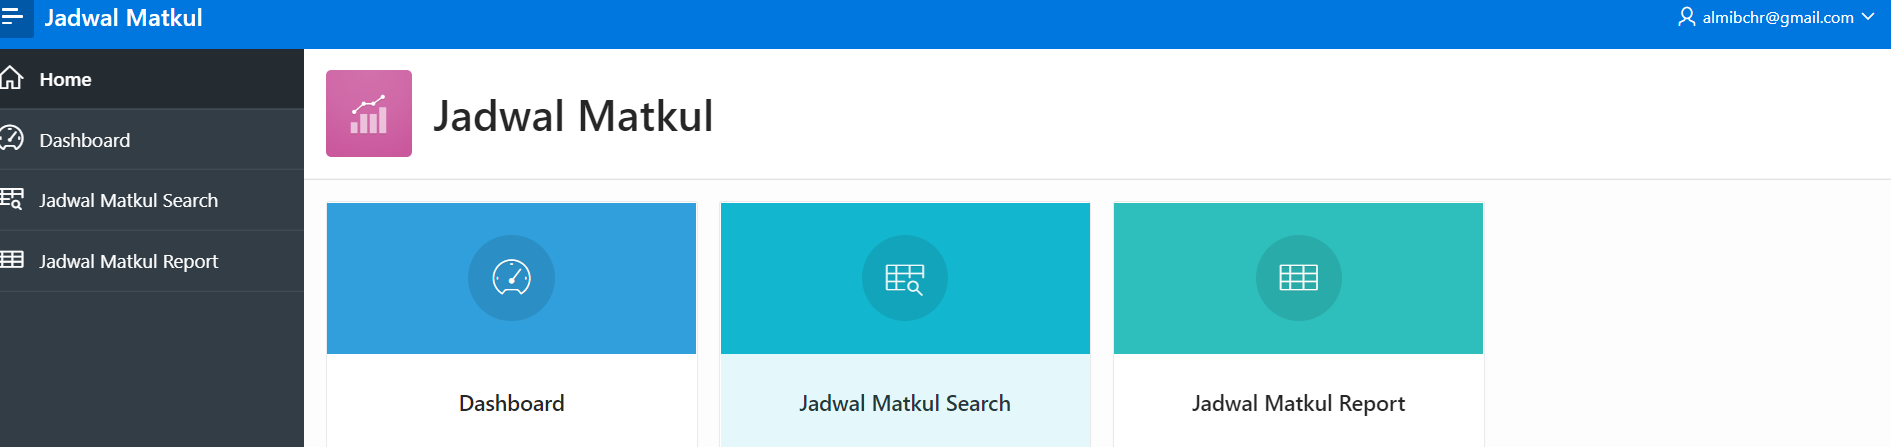 Jadwal Matkul
almibchr@gmail.com
Home
Dashboard
Jadwal Matkul Search
Jadwal Matkul Report
Jadwal Matkul
Dashboard
Jadwal Matkul Search
Jadwal Matkul Report